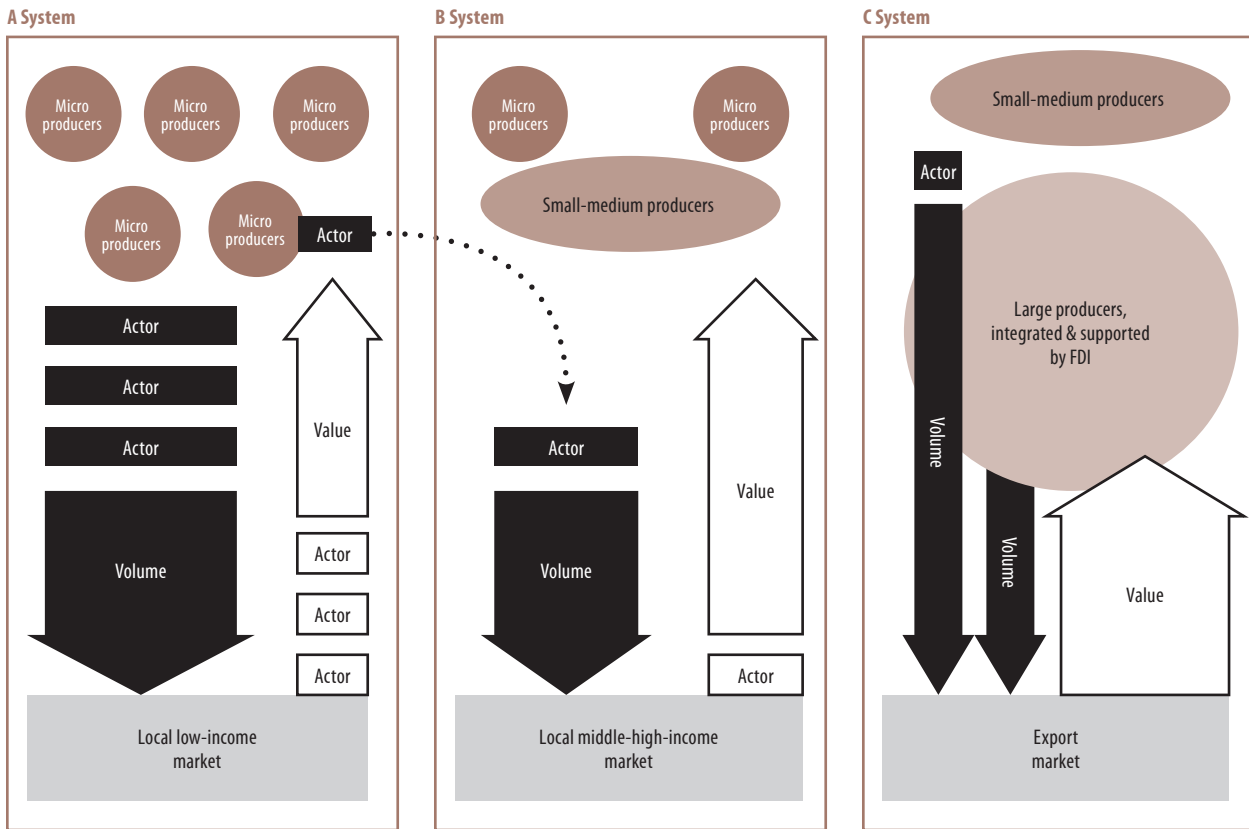 A System
Micro
producers
Micro
producers
Micro
producers
Micro
producers
Micro
producers
Actor
Actor
Actor
Actor
Value
Volume
Actor
Actor
Actor
Local low-income
market
B System
Micro
producers
Micro
producers
Small-medium producers
Actor
Value
Volume
Actor
Local middle-high-income
market
C System
Small-medium producers
Actor
Large producers,
integrated & supported
by FDI
Volume
Volume
Value
Export
market